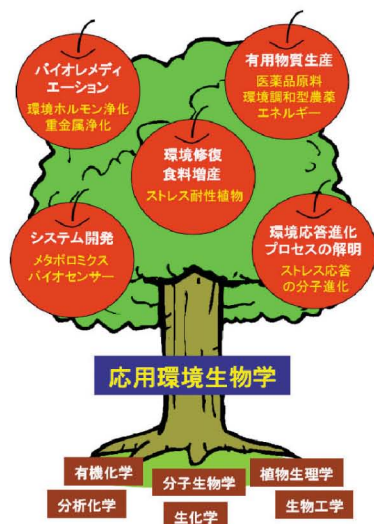 バイオレメディ
エーション
環境ホルモン浄化
重金属浄化
有用物質生産
医薬品原料
環境調和型農薬
エネルギー
環境修復
食料増産
ストレス耐性植物
システム開発
メタボロミクス
バイオセンサー
環境応答進化
プロセスの解明
ストレス応答
の分子進化
応用環境生物学
有機化学
分子生物学
植物生理学
分析化学
生化学
生物工学